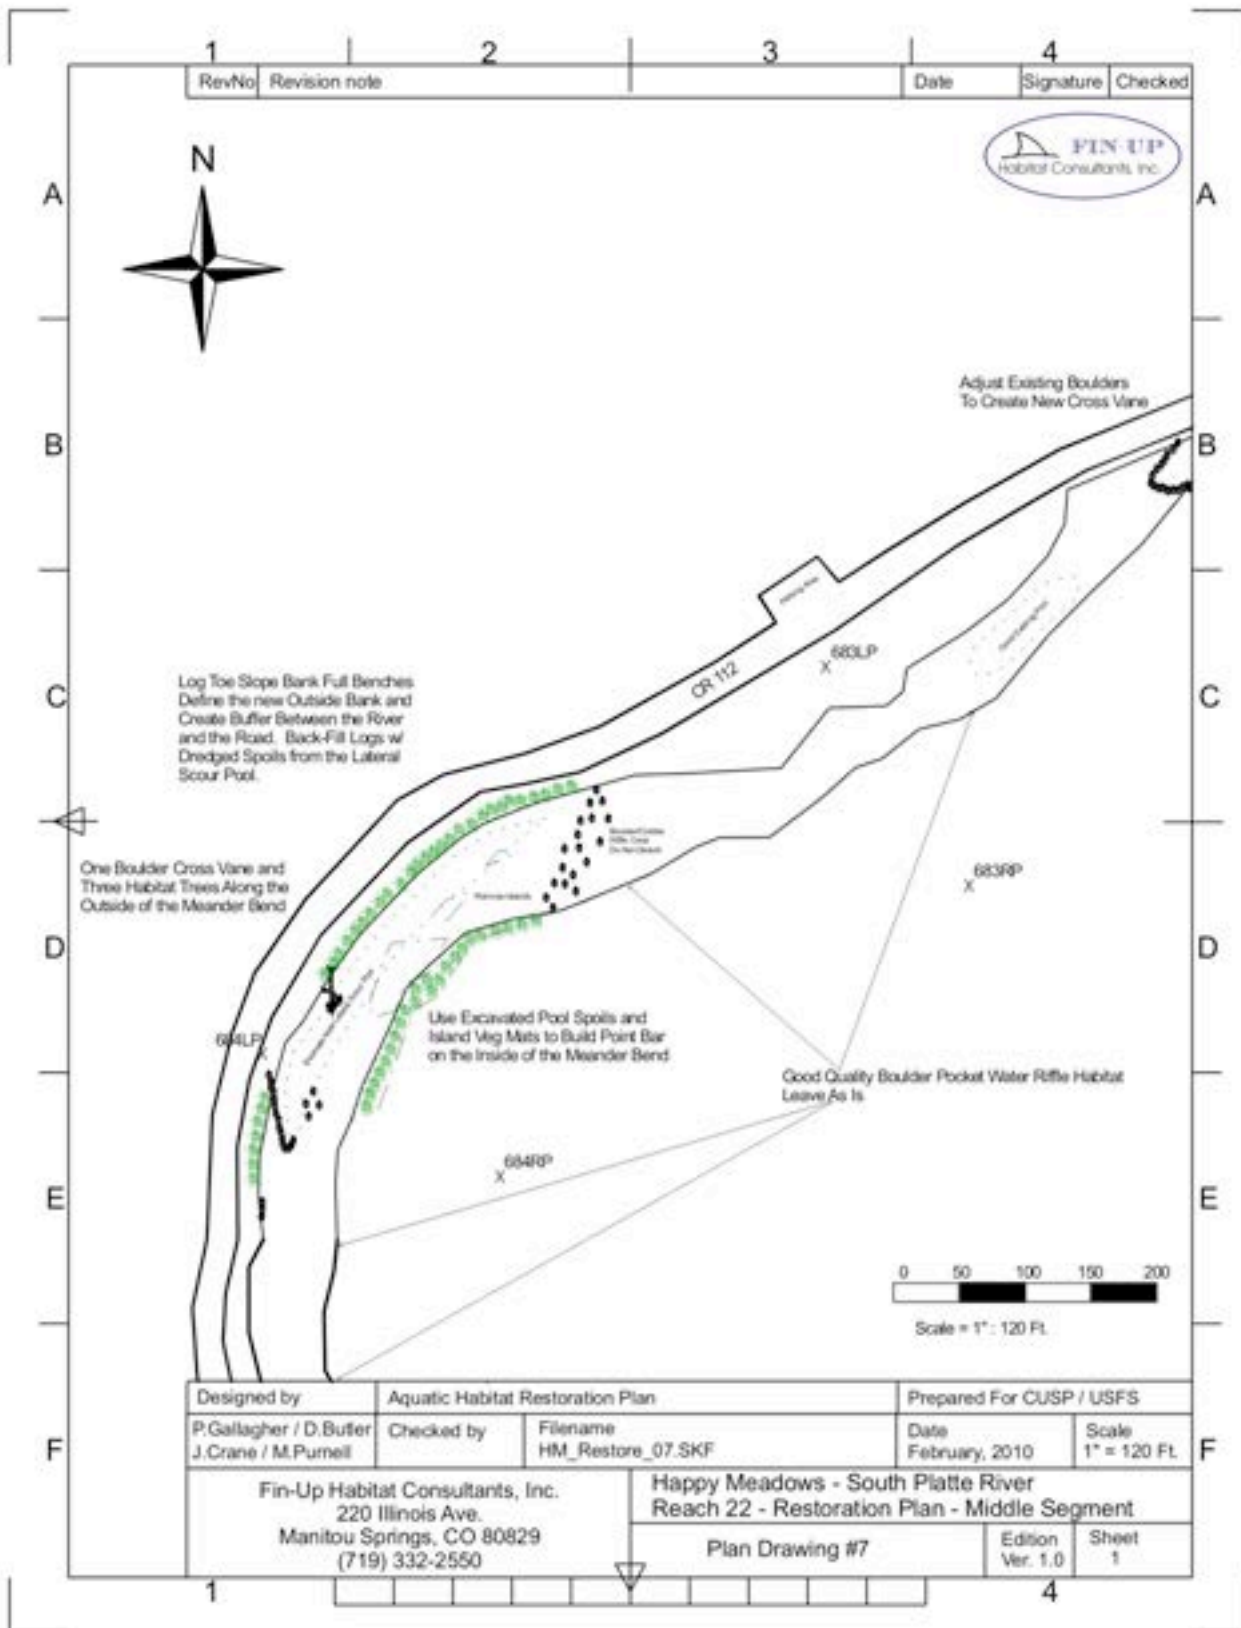 1 2 3 4
RevNo Revision note Date Signature Checked
FIN-UP
Habitat Consultants, Inc.
N
A A
Adjust Existing Boulders
To Create New Cross Vane
B B
683LP
CR 112
C C
Log Toe Slope Bank Full Benches
Define the new Outside Bank and
Create Buffer Between the River
and the Road. Back-Fill Logs w/
Dredged Spoils from the Lateral
Scour Pool.
One Boulder Cross Vane and
Three Habitat Trees Along the
Outside of the Meander Bend
683RP
D D
Use Excavated Pool Spoils and
Island Veg Mats to Build Point Bar
on the Inside of the Meander Bend
684LP
Good Quality Boulder Pocket Water Riffle Habitat
Leave As Is
684RP
E E
0 50 100 150 200
Scale = 1" : 120 Ft.
Designed by Aquatic Habitat Restoration Plan Prepared For CUSP / USFS
P.Gallagher / D.Butler
J.Crane / M.Purnell
Checked by
Filename
HM_Restore_07.SKF
Date
February, 2010
Scale
1" = 120 Ft.
F F
Fin-Up Habitat Consultants, Inc.
220 Illinois Ave.
Manitou Springs, CO 80829
(719) 332-2550
Happy Meadows - South Platte River
Reach 22 - Restoration Plan - Middle Segment
Plan Drawing #7
Edition
Ver. 1.0
Sheet
1
1 4